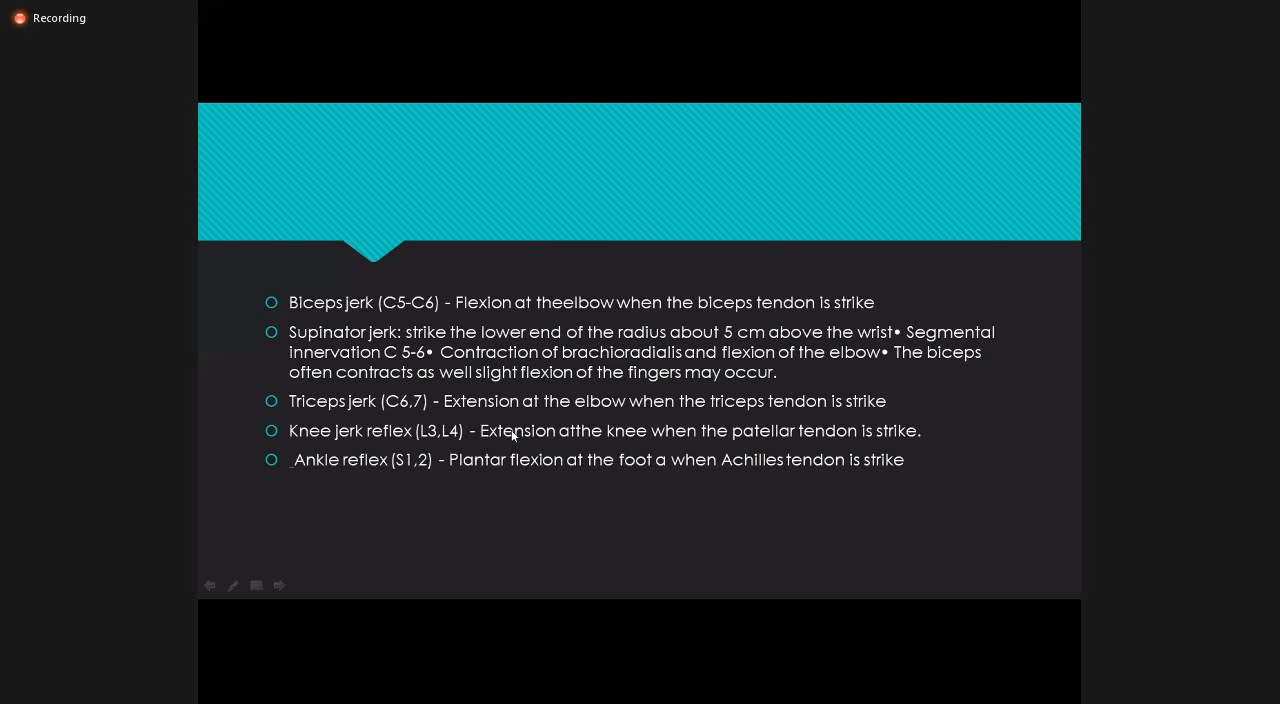 Recording
Biceps jerk (C5-C6) - Flexion at theelbow when the biceps tendon is strike
Supinator jerk: strike the lower end of the radius about 5 cm above the wrist• Segmental
innervation C 5-6• Contraction of brachioradialis and flexion of the elbow• The biceps
often contracts as well slight flexion of the fingers may occur.
Triceps jerk (C6,7) - Extension at the elbow when the triceps tendon is strike
Knee jerk reflex (L3,L4) - Extension atthe knee when the patellar tendon is strike.
_Ankle reflex (S1,2) - Plantar flexion at the foot a when Achilles tendon is strike